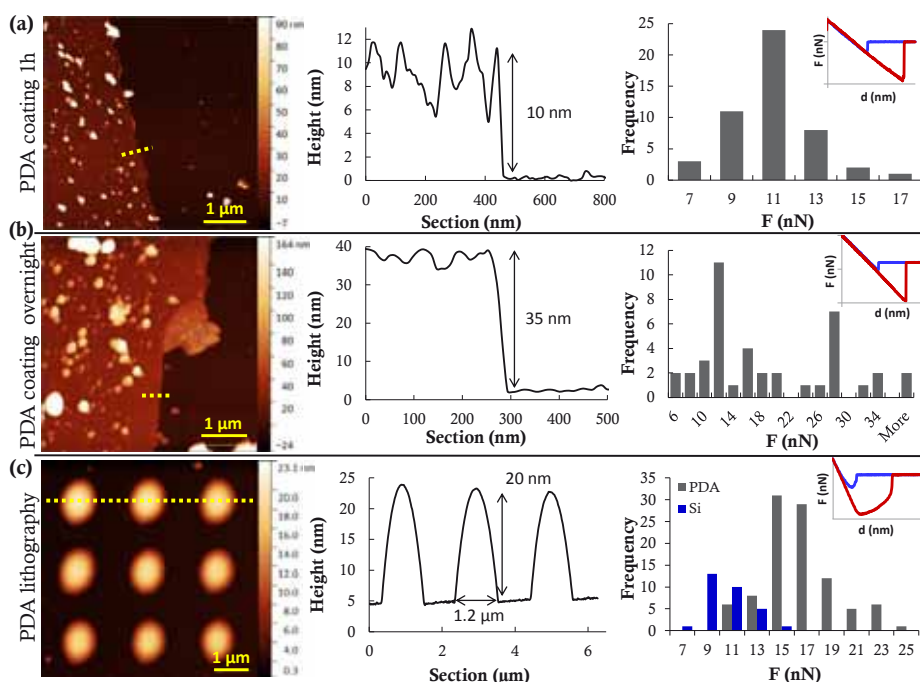 (a)
PDA coating 1h
90 nm
80
70
60
50
40
30
20
10
-7
1 µm
Height (nm)
12
10
8
6
4
2
0
10 nm
0 200 400 600 800
Section (nm)
Frequency
25
20
15
10
5
0
7 9 11 13 15 17
F (nN)
F (nN)
d (nm)
(b)
PDA coating overnight
164 nm
140
120
100
80
60
40
20
-24
1 µm
Height (nm)
40
30
20
10
0
35 nm
0 100 200 300 400 500
Section (nm)
Frequency
12
10
8
6
4
2
0
6 10 14 18 22 26 30 34 More
F (nN)
F (nN)
d (nm)
(c)
PDA lithography
20.0
18.0
16.0
14.0
12.0
10.0
8.0
6.0
4.0
0.3
1 µm
Height (nm)
25
20
15
10
5
0
20 nm
1.2 µm
0 2 4 6
Section (µm)
Frequency
35
30
25
20
15
10
5
0
PDA
Si
7 9 11 13 15 17 19 21 23 25
F (nN)
F (nN)
d (nm)